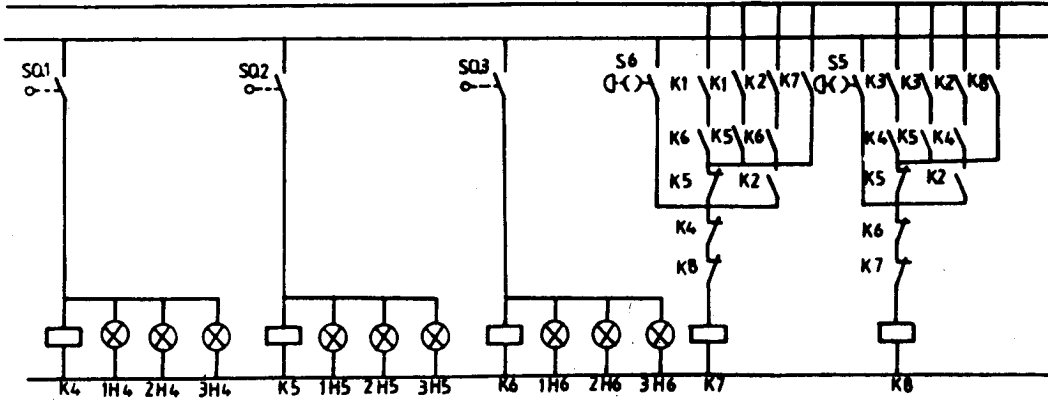 S6 S5
SQ1 SQ2 SQ3 K1 K1 K2 K7 K3 K3 K2 K8
K6 K5 K6 K4 K5 K4
K5 K2 K5 K2
K4 K6
K8 K7
K4 1H4 2H4 3H4 K5 1H5 2H5 3H5 K6 1H6 2H6 3H6 K7 K8